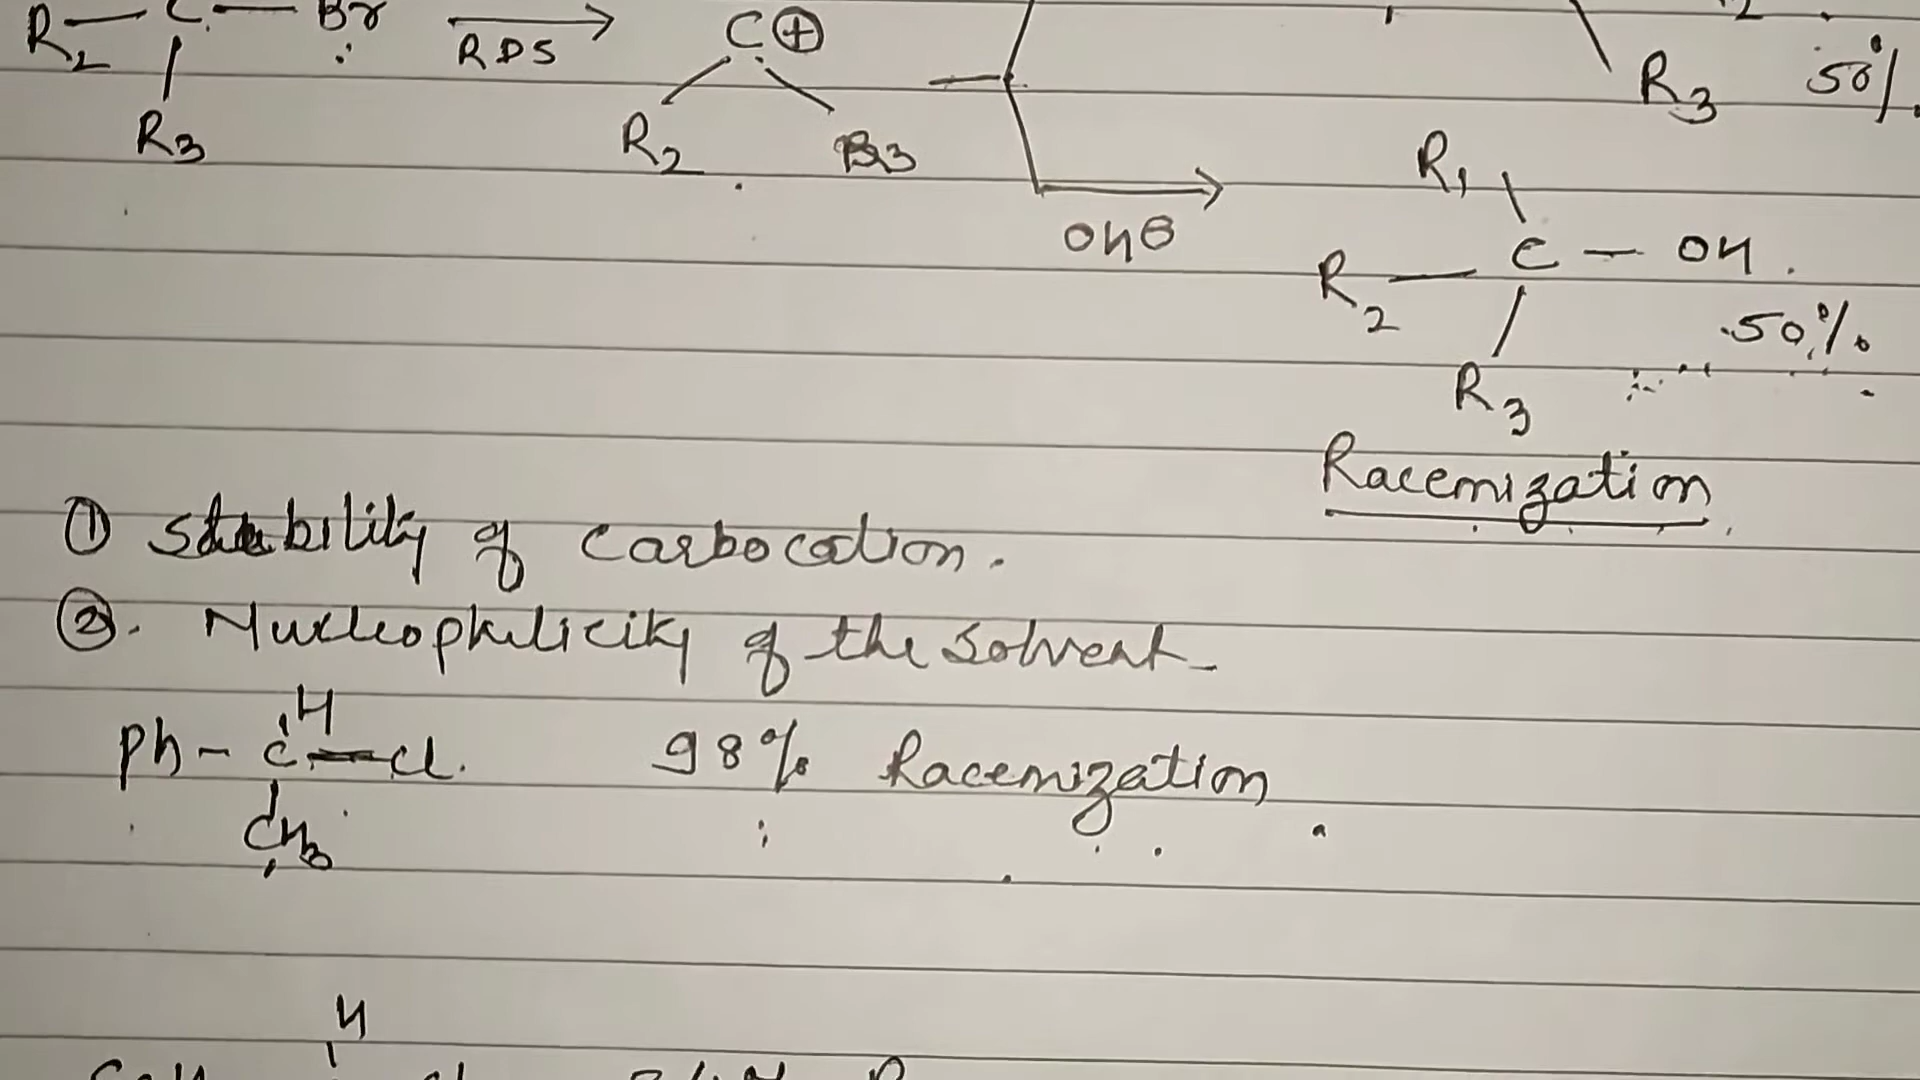 R2 — C — Br
RDS
C⊕
R3
R2
R3
50%
OH⊖
R1
R2 — C — OH.
50%
R3
Racemization
① Stability of carbocation.
②. Nucleophilicity of the solvent-
H
Ph - C — Cl. 98% Racemization
CH3
H